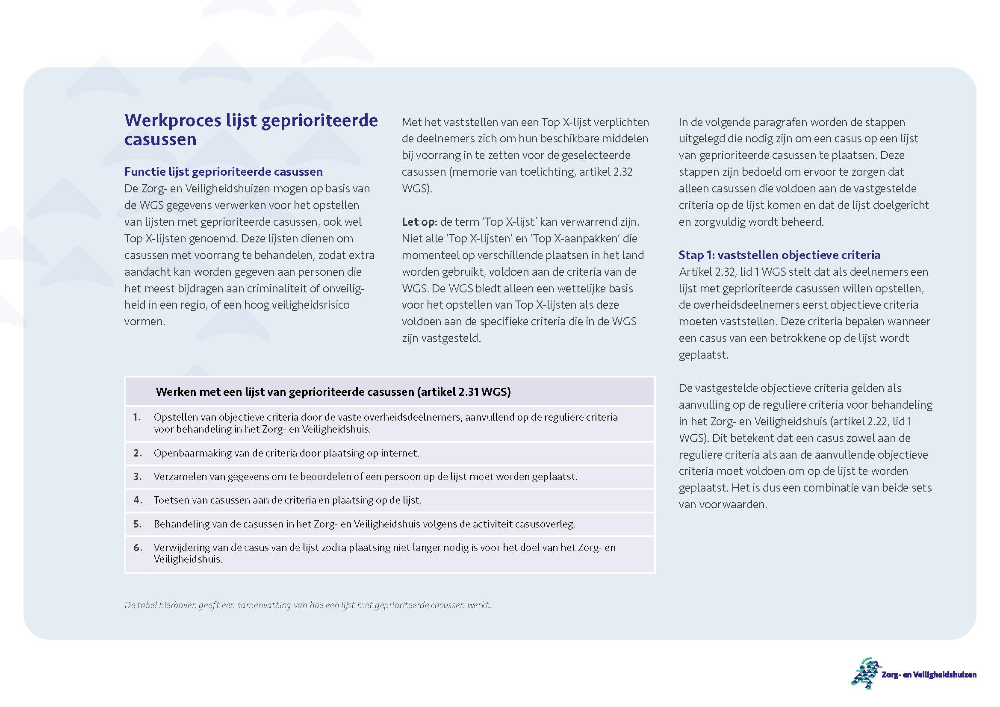 Werkproces lijst geprioriteerde
casussen
Functie lijst geprioriteerde casussen
De Zorg- en Veiligheidshuizen mogen op basis van
de WGS gegevens verwerken voor het opstellen
van lijsten met geprioriteerde casussen, ook wel
Top X-lijsten genoemd. Deze lijsten dienen om
casussen met voorrang te behandelen, zodat extra
aandacht kan worden gegeven aan personen die
het meest bijdragen aan criminaliteit of onveilig-
heid in een regio, of een hoog veiligheidsrisico
vormen.
Met het vaststellen van een Top X-lijst verplichten
de deelnemers zich om hun beschikbare middelen
bij voorrang in te zetten voor de geselecteerde
casussen (memorie van toelichting, artikel 2.32
WGS).
Let op: de term ‘Top X-lijst’ kan verwarrend zijn.
Niet alle ‘Top X-lijsten’ en ‘Top X-aanpakken’ die
momenteel op verschillende plaatsen in het land
worden gebruikt, voldoen aan de criteria van de
WGS. De WGS biedt alleen een wettelijke basis
voor het opstellen van Top X-lijsten als deze
voldoen aan de specifieke criteria die in de WGS
zijn vastgesteld.
Werken met een lijst van geprioriteerde casussen (artikel 2.31 WGS)
1. Opstellen van objectieve criteria door de vaste overheidsdeelnemers, aanvullend op de reguliere criteria
voor behandeling in het Zorg- en Veiligheidshuis.
2. Openbaarmaking van de criteria door plaatsing op internet.
3. Verzamelen van gegevens om te beoordelen of een persoon op de lijst moet worden geplaatst.
4. Toetsen van casussen aan de criteria en plaatsing op de lijst.
5. Behandeling van de casussen in het Zorg- en Veiligheidshuis volgens de activiteit casusoverleg.
6. Verwijdering van de casus van de lijst zodra plaatsing niet langer nodig is voor het doel van het Zorg- en
Veiligheidshuis.
De tabel hierboven geeft een samenvatting van hoe een lijst met geprioriteerde casussen werkt.
In de volgende paragrafen worden de stappen
uitgelegd die nodig zijn om een casus op een lijst
van geprioriteerde casussen te plaatsen. Deze
stappen zijn bedoeld om ervoor te zorgen dat
alleen casussen die voldoen aan de vastgestelde
criteria op de lijst komen en dat de lijst doelgericht
en zorgvuldig wordt beheerd.
Stap 1: vaststellen objectieve criteria
Artikel 2.32, lid 1 WGS stelt dat als deelnemers een
lijst met geprioriteerde casussen willen opstellen,
de overheidsdeelnemers eerst objectieve criteria
moeten vaststellen. Deze criteria bepalen wanneer
een casus van een betrokkene op de lijst wordt
geplaatst.
De vastgestelde objectieve criteria gelden als
aanvulling op de reguliere criteria voor behandeling
in het Zorg- en Veiligheidshuis (artikel 2.22, lid 1
WGS). Dit betekent dat een casus zowel aan de
reguliere criteria als aan de aanvullende objectieve
criteria moet voldoen om op de lijst te worden
geplaatst. Het is dus een combinatie van beide sets
van voorwaarden.
Zorg- en Veiligheidshuizen